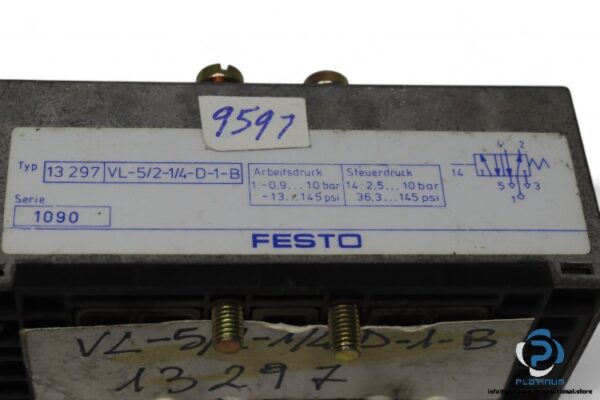 9597
Typ 13 297 VL-5/2-1/4-D-1-B
Arbeitsdruck
1:-0,9...10 bar
-13...145 psi
Steuerdruck
14:2,5...10 bar
36,3...145 psi
4 2
14
5 3
1
Serie
1090
FESTO
VL-5/2-1/4-D-1-B
13297
PLATINUM